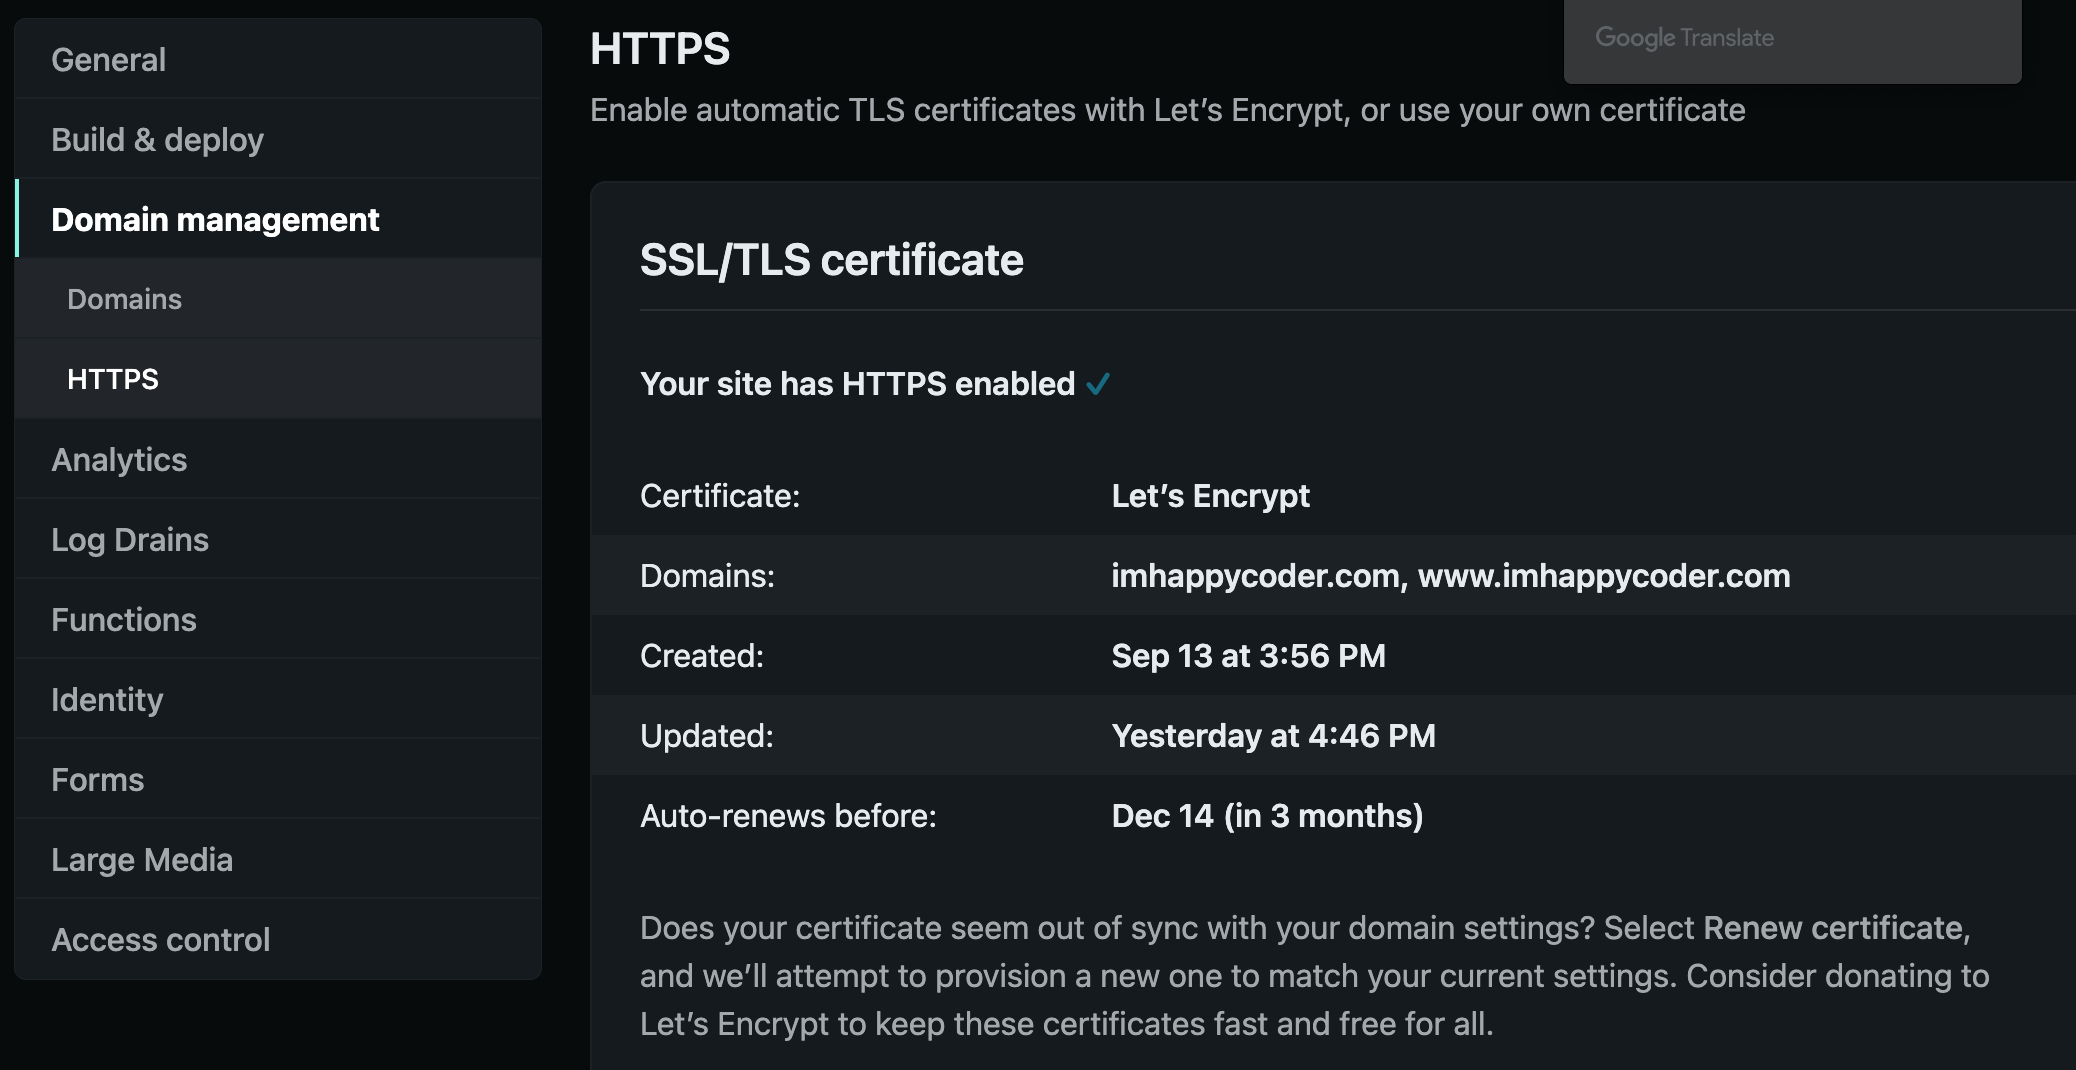 General
Build & deploy
Domain management
Domains
HTTPS
Analytics
Log Drains
Functions
Identity
Forms
Large Media
Access control
Google Translate
HTTPS
Enable automatic TLS certificates with Let’s Encrypt, or use your own certificate
SSL/TLS certificate
Your site has HTTPS enabled
Certificate: Let’s Encrypt
Domains: imhappycoder.com, www.imhappycoder.com
Created: Sep 13 at 3:56 PM
Updated: Yesterday at 4:46 PM
Auto-renews before: Dec 14 (in 3 months)
Does your certificate seem out of sync with your domain settings? Select Renew certificate,
and we’ll attempt to provision a new one to match your current settings. Consider donating to
Let’s Encrypt to keep these certificates fast and free for all.